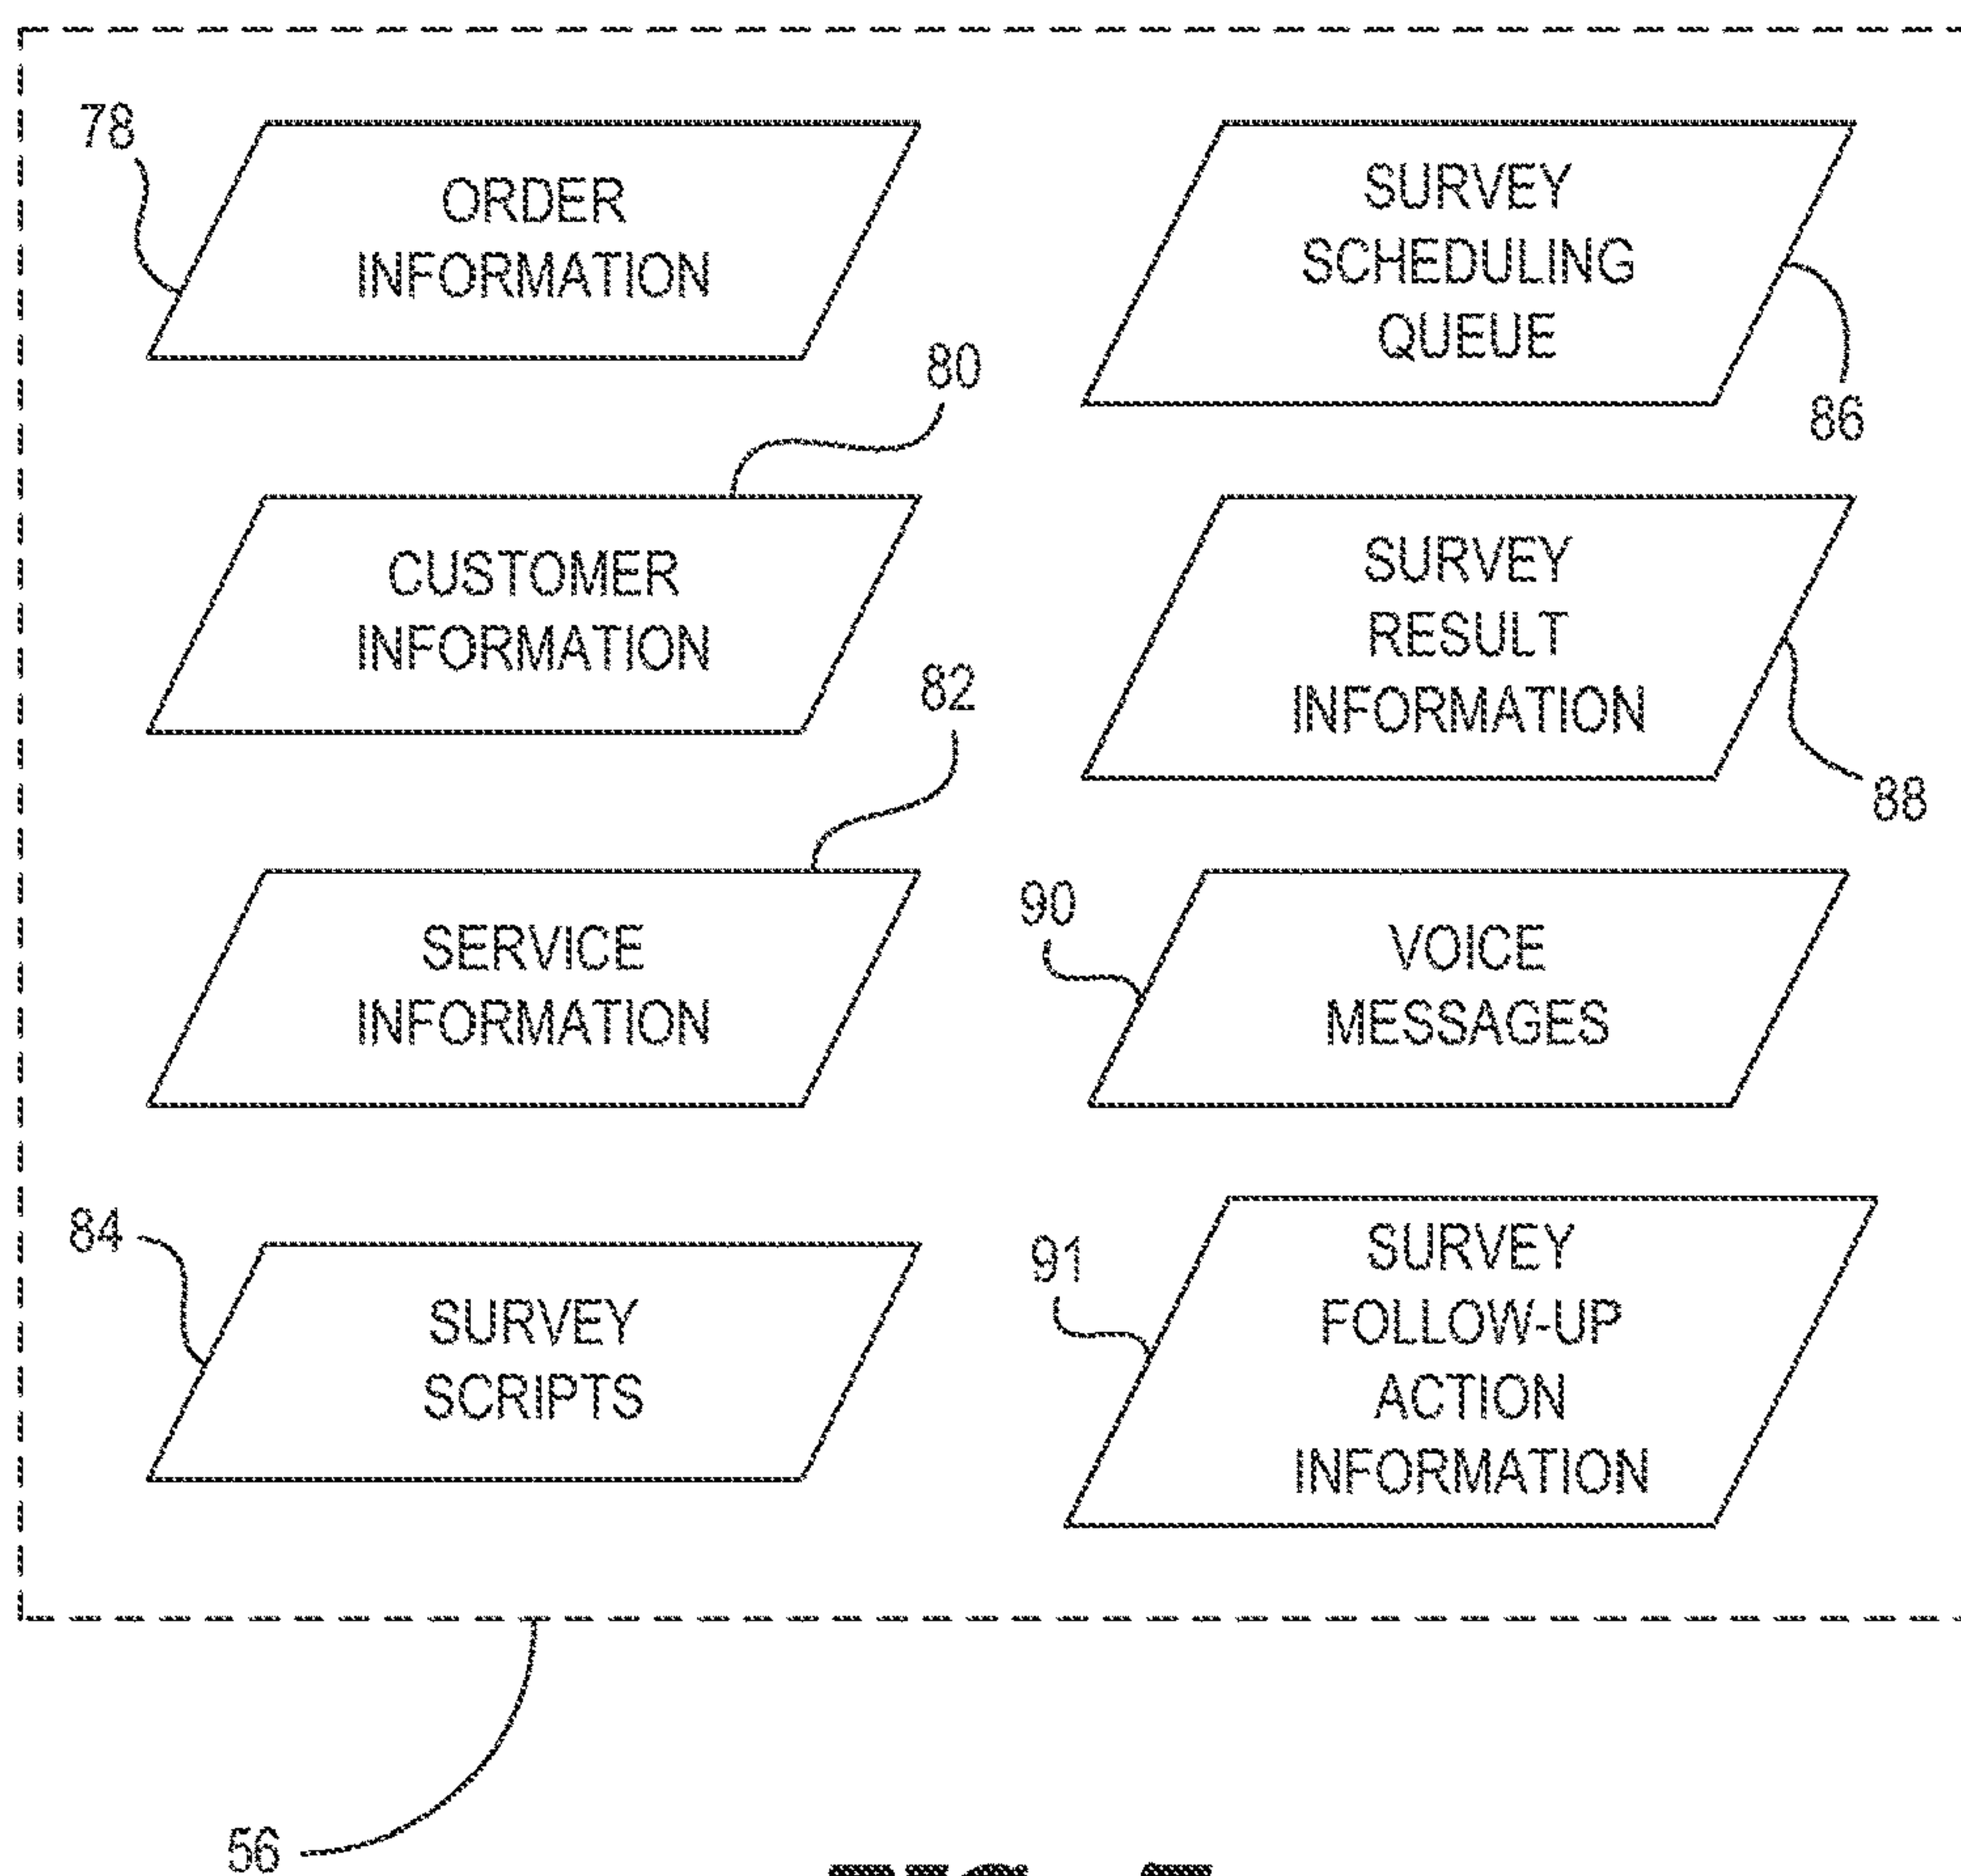 78
ORDER
INFORMATION
SURVEY
SCHEDULING
QUEUE
86
80
CUSTOMER
INFORMATION
SURVEY
RESULT
INFORMATION
88
82
SERVICE
INFORMATION
90
VOICE
MESSAGES
84
SURVEY
SCRIPTS
91
SURVEY
FOLLOW-UP
ACTION
INFORMATION
56